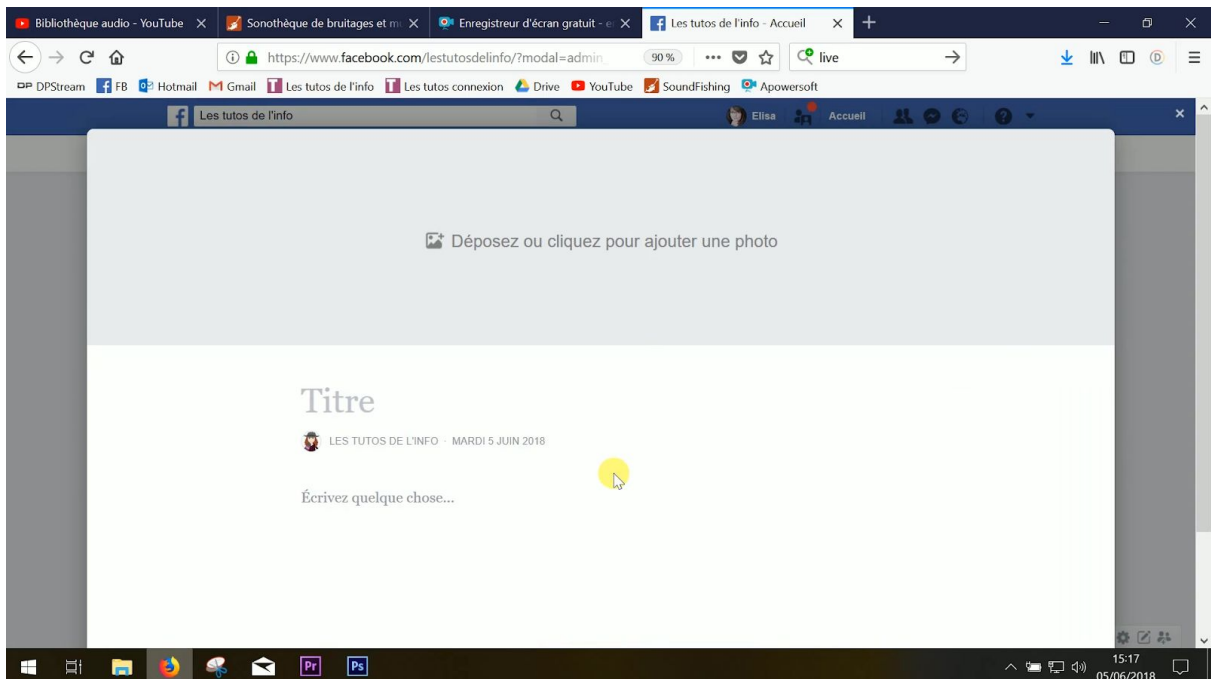 Bibliothèque audio - YouTube
Sonothèque de bruitages et mu
Enregistreur d'écran gratuit - e
Les tutos de l'info - Accueil
https://www.facebook.com/lestutosdelinfo/?modal=admin
90 %
live
DPStream
FB
Hotmail
Gmail
Les tutos de l'info
Les tutos connexion
Drive
YouTube
SoundFishing
Apowersoft
Les tutos de l'info
Elisa
Accueil
Déposez ou cliquez pour ajouter une photo
Titre
LES TUTOS DE L'INFO · MARDI 5 JUIN 2018
Écrivez quelque chose...
Pr
Ps
15:17
05/06/2018